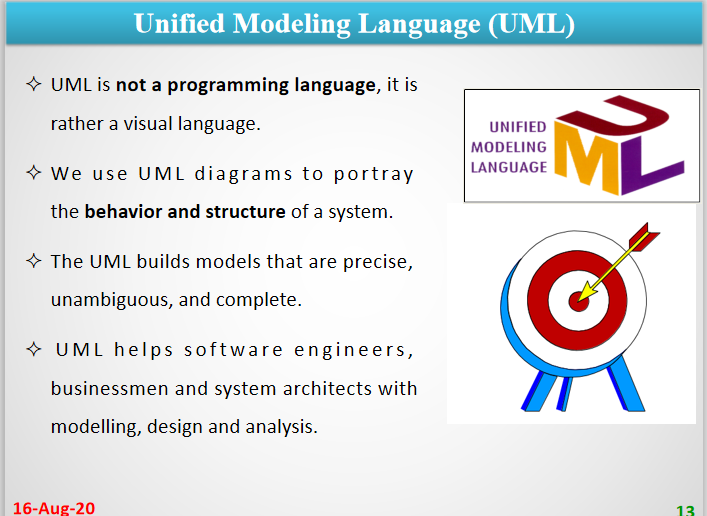 Unified Modeling Language (UML)
✧ UML is not a programming language, it is
rather a visual language.
✧ We use UML diagrams to portray
the behavior and structure of a system.
✧ The UML builds models that are precise,
unambiguous, and complete.
✧ UML helps software engineers,
businessmen and system architects with
modelling, design and analysis.
UNIFIED
MODELING
LANGUAGE
UML
16-Aug-20
13